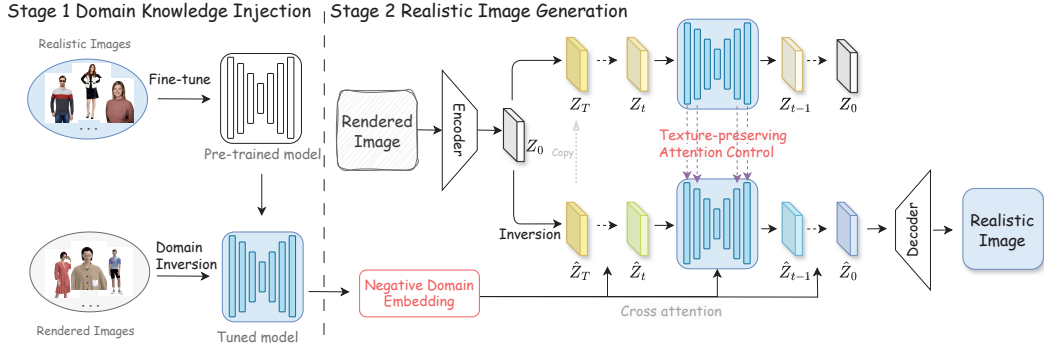 Stage 1 Domain Knowledge Injection
Realistic Images
Fine-tune
...
Pre-trained model
Domain
Inversion
...
Rendered Images
Tuned model
Stage 2 Realistic Image Generation
Rendered
Image
Encoder
Z_0
Z_T
Z_t
Z_{t-1}
Z_0
Copy
Texture-preserving
Attention Control
Inversion
Ẑ_T
Ẑ_t
Ẑ_{t-1}
Ẑ_0
Decoder
Realistic
Image
Negative Domain
Embedding
Cross attention